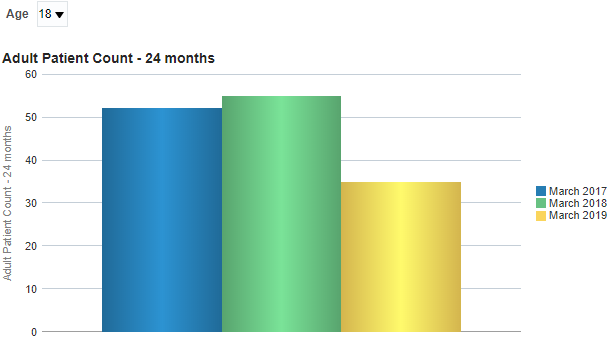 Age 18
Adult Patient Count - 24 months
60
50
40
30
20
10
0
Adult Patient Count - 24 months
March 2017
March 2018
March 2019